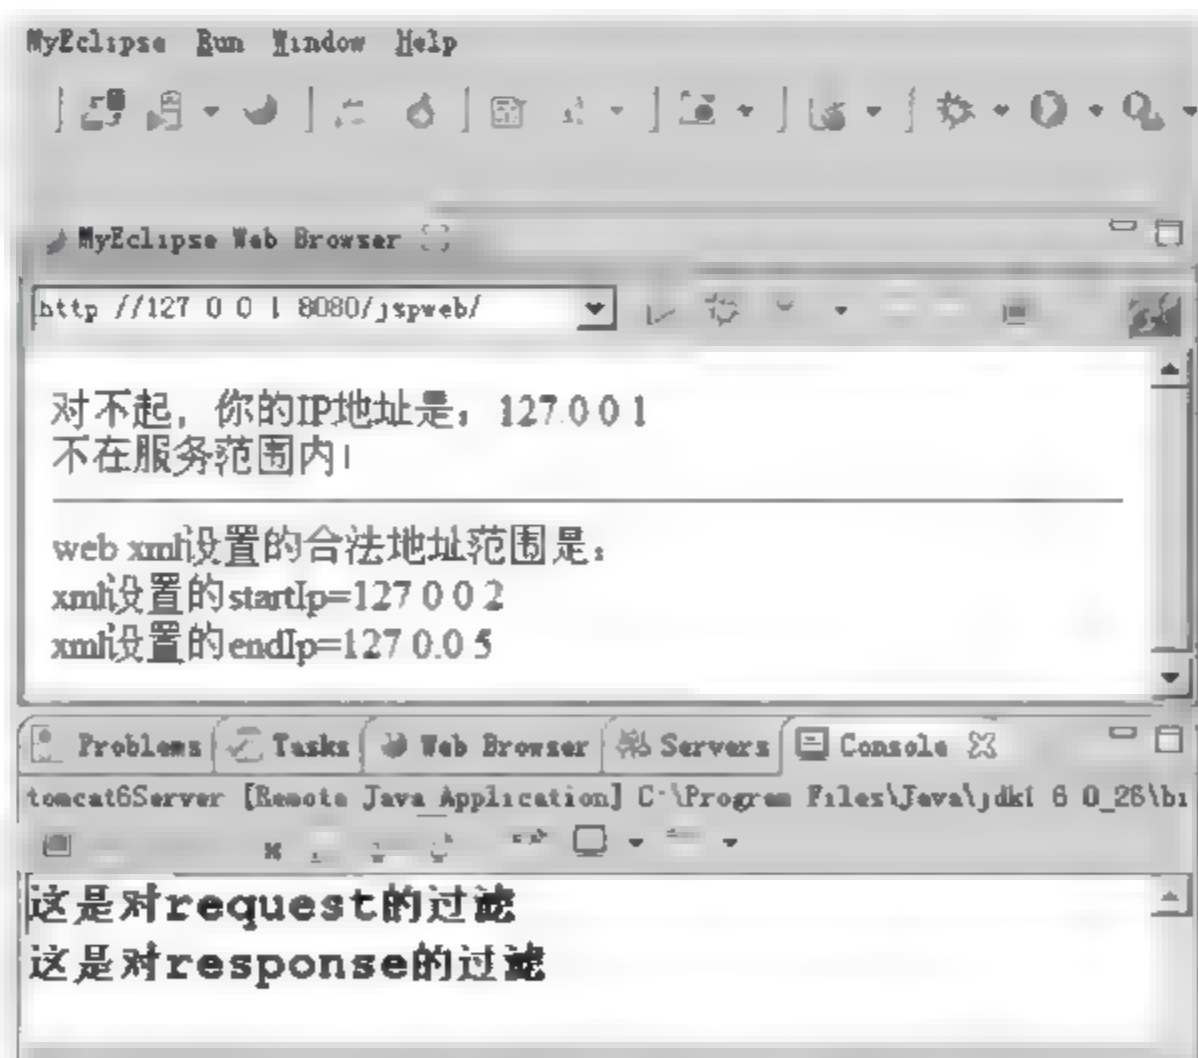 MyEclipse Run Window Help
MyEclipse Web Browser
http //127 0 0 1 8080/jspweb/
对不起，你的IP地址是：127.0 0 1
不在服务范围内！
web xml设置的合法地址范围是：
xml设置的startIp=127 0 0 2
xml设置的endIp=127 0.0 5
Problems Tasks Web Browser Servers Console
tomcat6Server [Remote Java Application] C:\Program Files\Java\jdk1 6 0_26\bi
这是对request的过滤
这是对response的过滤